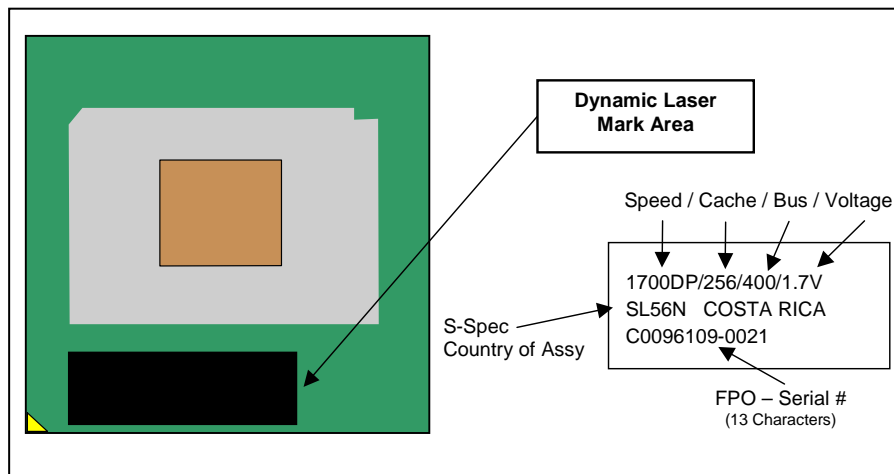 Dynamic Laser
Mark Area
Speed / Cache / Bus / Voltage
1700DP/256/400/1.7V
SL56N COSTA RICA
C0096109-0021
S-Spec
Country of Assy
FPO – Serial #
(13 Characters)